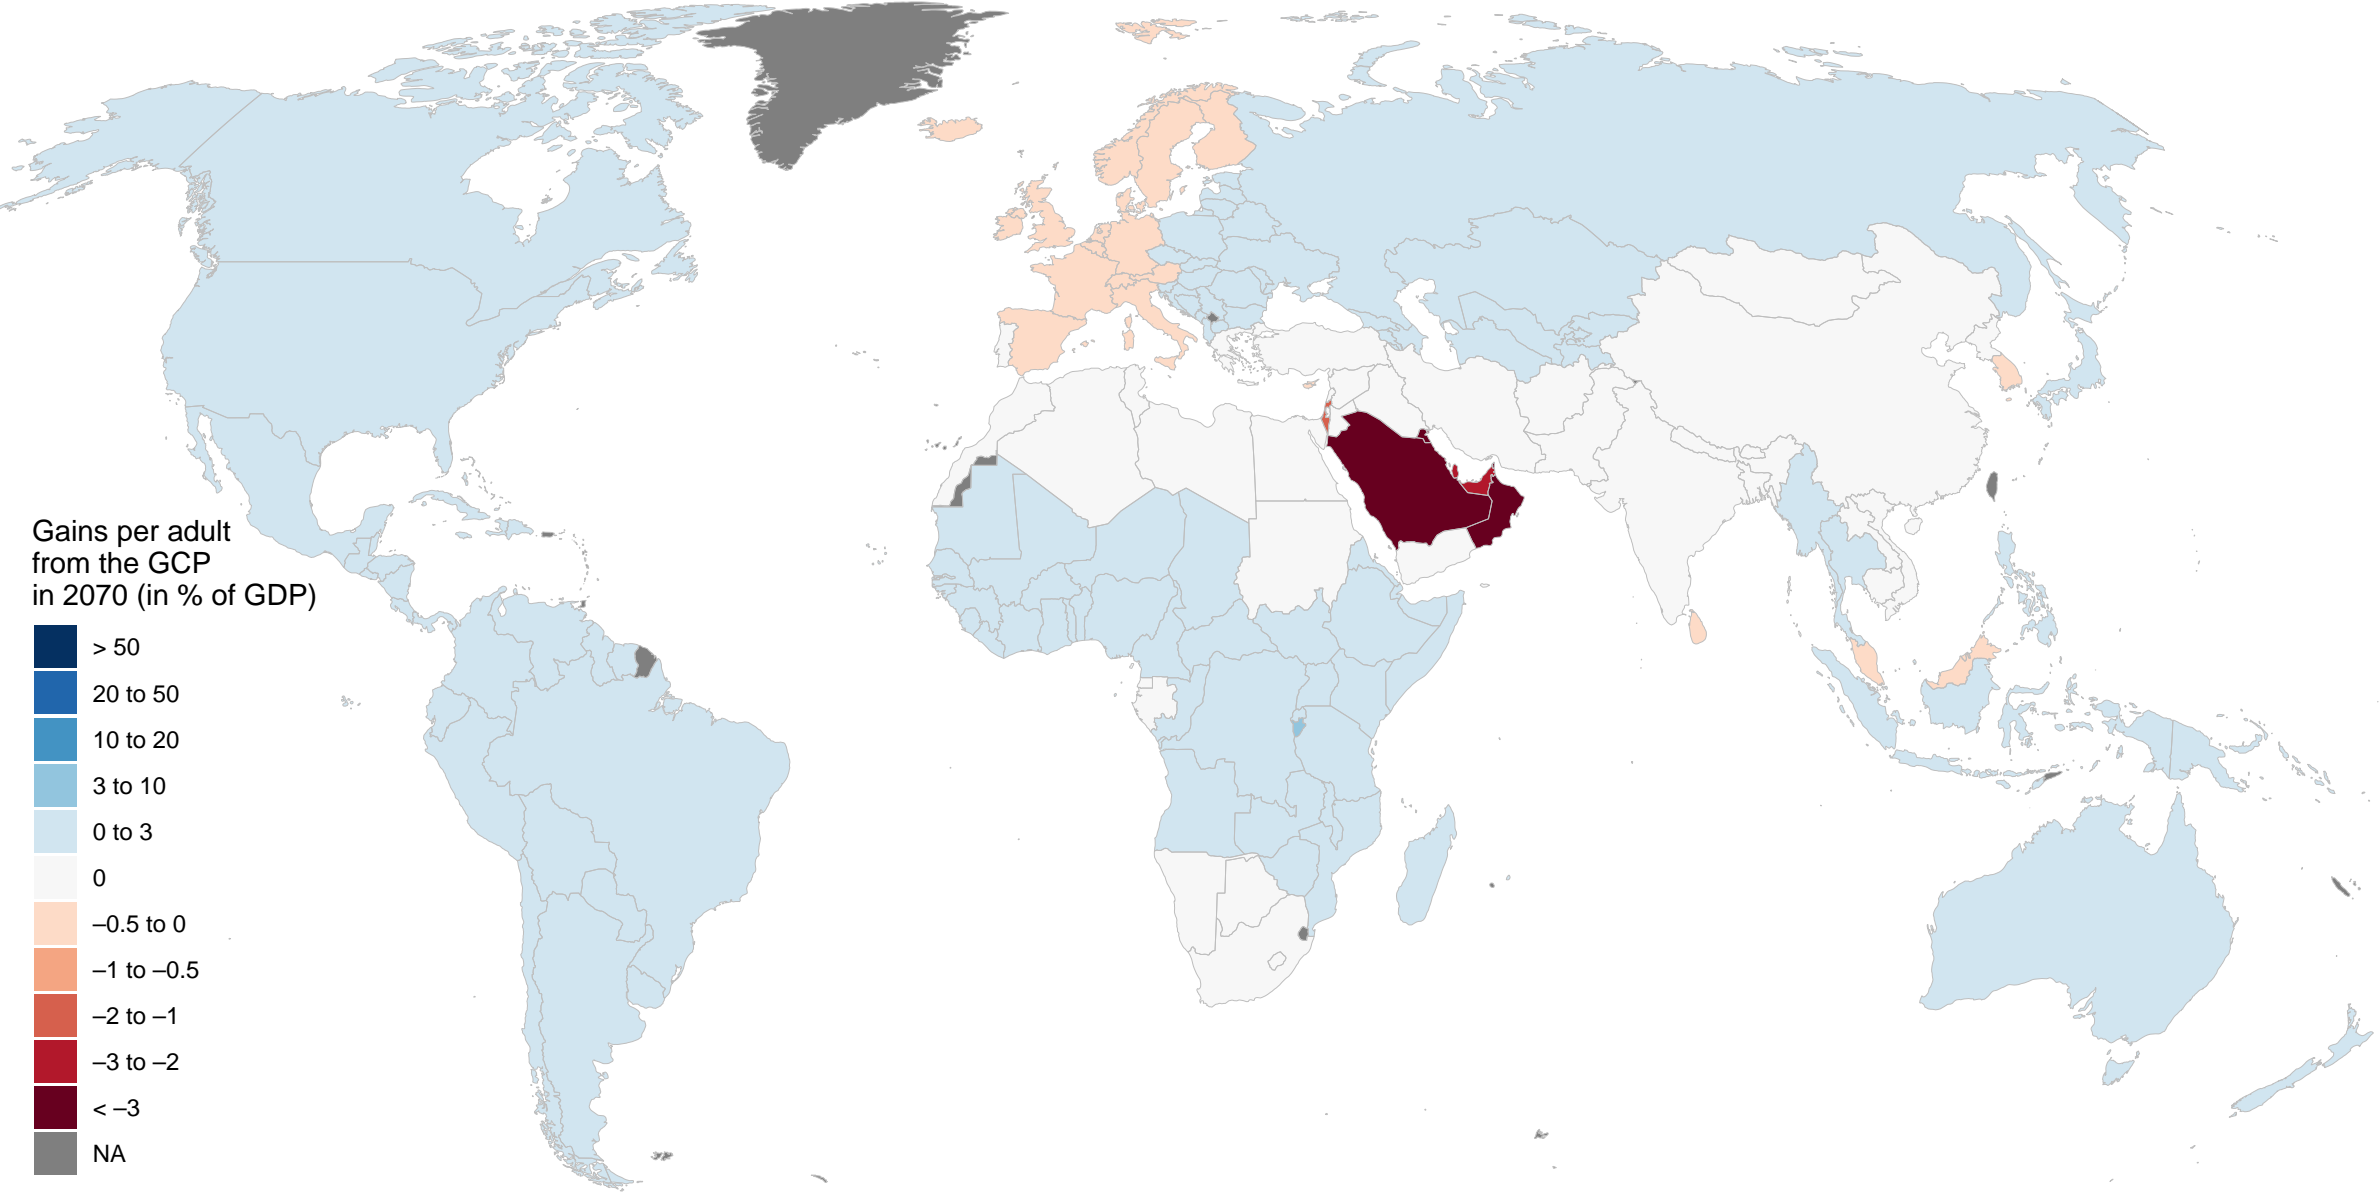 Gains per adult
from the GCP
in 2070 (in % of GDP)
> 50
20 to 50
10 to 20
3 to 10
0 to 3
0
–0.5 to 0
–1 to –0.5
–2 to –1
–3 to –2
< –3
NA